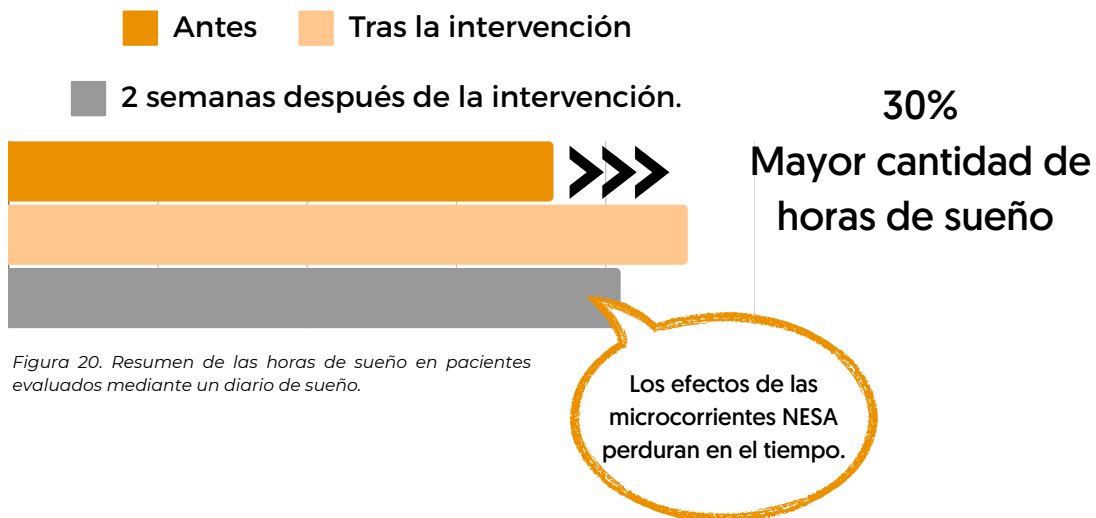 Antes
Tras la intervención
2 semanas después de la intervención.
30%
Mayor cantidad de
horas de sueño
Figura 20. Resumen de las horas de sueño en pacientes
evaluados mediante un diario de sueño.
Los efectos de las
microcorrientes NESA
perduran en el tiempo.